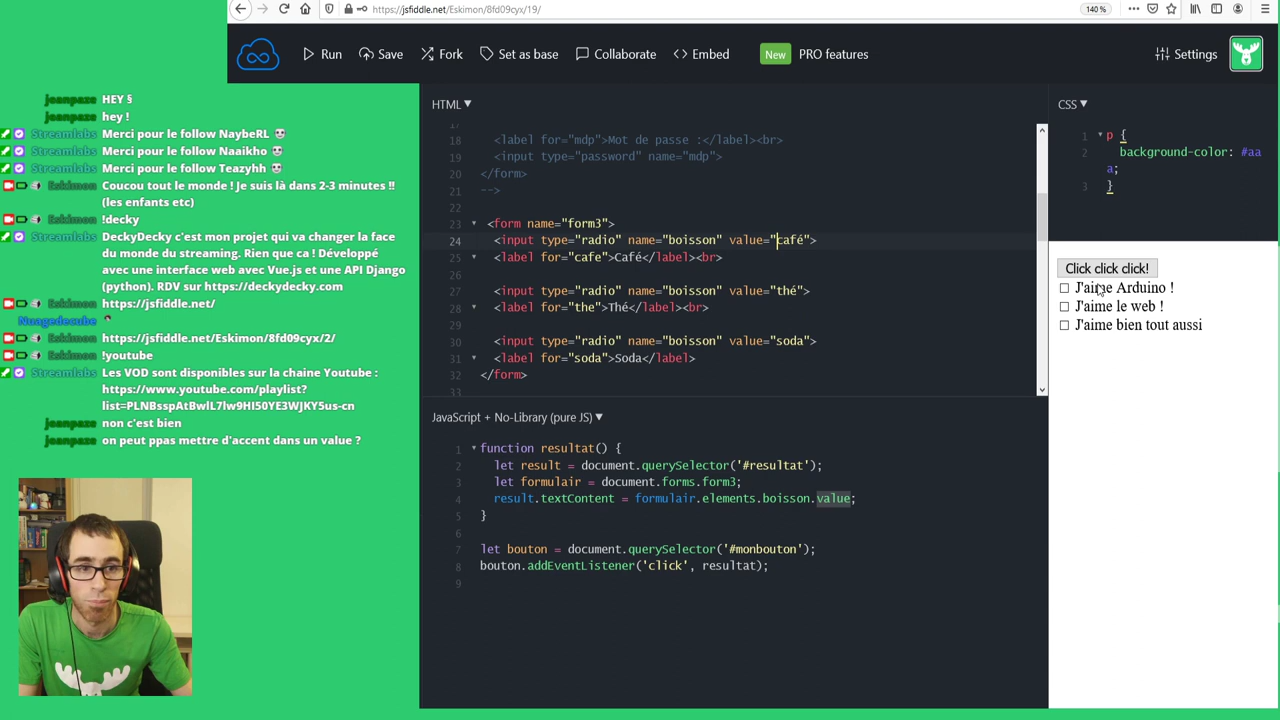 https://jsfiddle.net/Eskimon/8fd09cyx/19/
140 %
Run
Save
Fork
Set as base
Collaborate
Embed
New
PRO features
Settings
joanpaze HEY §
joanpaze hey !
Streamlabs Merci pour le follow NaybeRL
Streamlabs Merci pour le follow Naaikho
Streamlabs Merci pour le follow Teazyhh
Eskimon Coucou tout le monde ! Je suis là dans 2-3 minutes !!
(les enfants etc)
Eskimon !decky
Streamlabs DeckyDecky c'est mon projet qui va changer la face
du monde du streaming. Rien que ca ! Développé
avec une interface web avec Vue.js et une API Django
(python). RDV sur https://deckydecky.com
Eskimon https://jsfiddle.net/
Nuagedecube
Eskimon https://jsfiddle.net/Eskimon/8fd09cyx/2/
Eskimon !youtube
Streamlabs Les VOD sont disponibles sur la chaine Youtube :
https://www.youtube.com/playlist?
list=PLNBsspAtBwlL7lw9HI50YE3WJKY5us-cn
joanpaze non c'est bien
joanpaze on peut ppas mettre d'accent dans un value ?
HTML
17
18 <label for="mdp">Mot de passe :</label><br>
19 <input type="password" name="mdp">
20 </form>
21 -->
22
23 <form name="form3">
24 <input type="radio" name="boisson" value="café">
25 <label for="cafe">Café</label><br>
26
27 <input type="radio" name="boisson" value="thé">
28 <label for="the">Thé</label><br>
29
30 <input type="radio" name="boisson" value="soda">
31 <label for="soda">Soda</label>
32 </form>
33
JavaScript + No-Library (pure JS)
1 function resultat() {
2 let result = document.querySelector('#resultat');
3 let formulair = document.forms.form3;
4 result.textContent = formulair.elements.boisson.value;
5 }
6
7 let bouton = document.querySelector('#monbouton');
8 bouton.addEventListener('click', resultat);
9
CSS
1 p {
2 background-color: #aa
a;
3 }
Click click click!
J'aime Arduino !
J'aime le web !
J'aime bien tout aussi